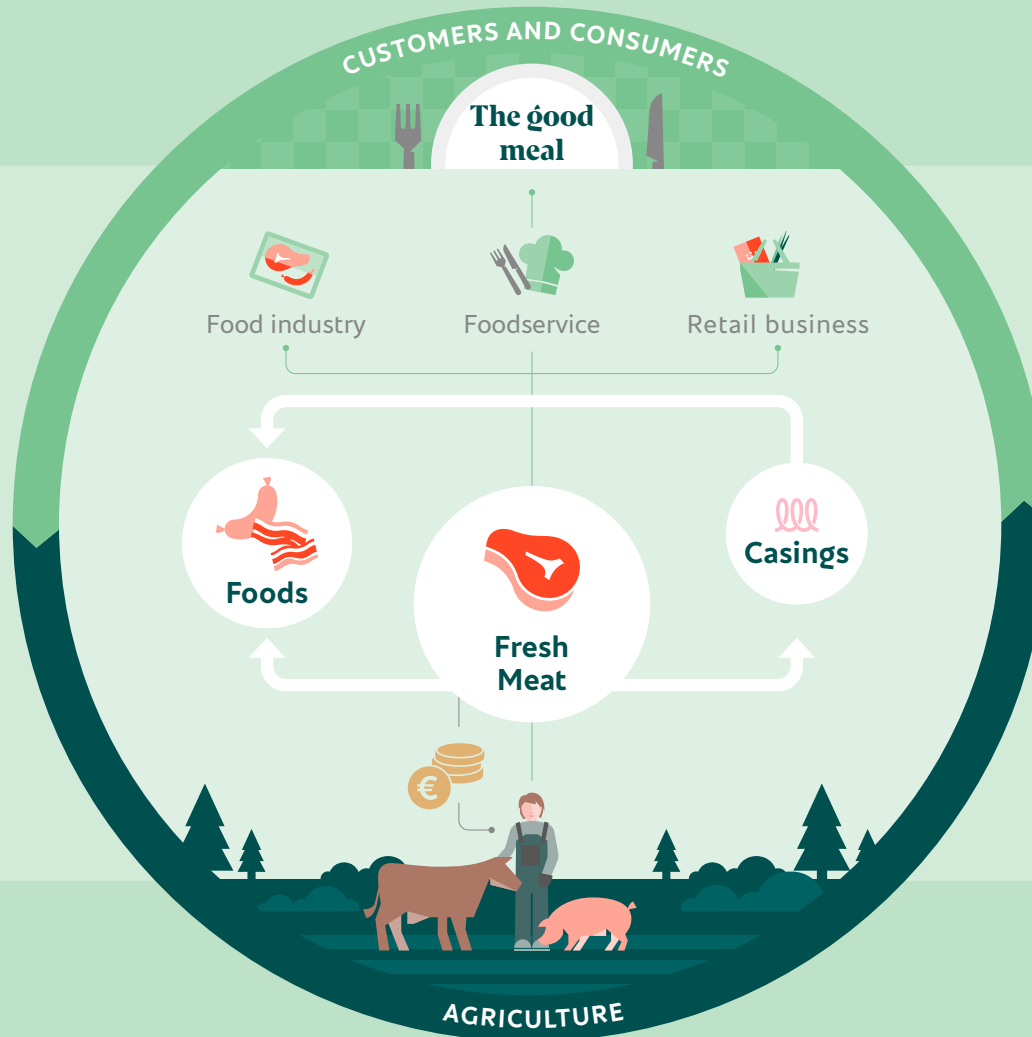 CUSTOMERS AND CONSUMERS
The good
meal
Food industry
Foodservice
Retail business
Foods
Casings
Fresh
Meat
€
AGRICULTURE